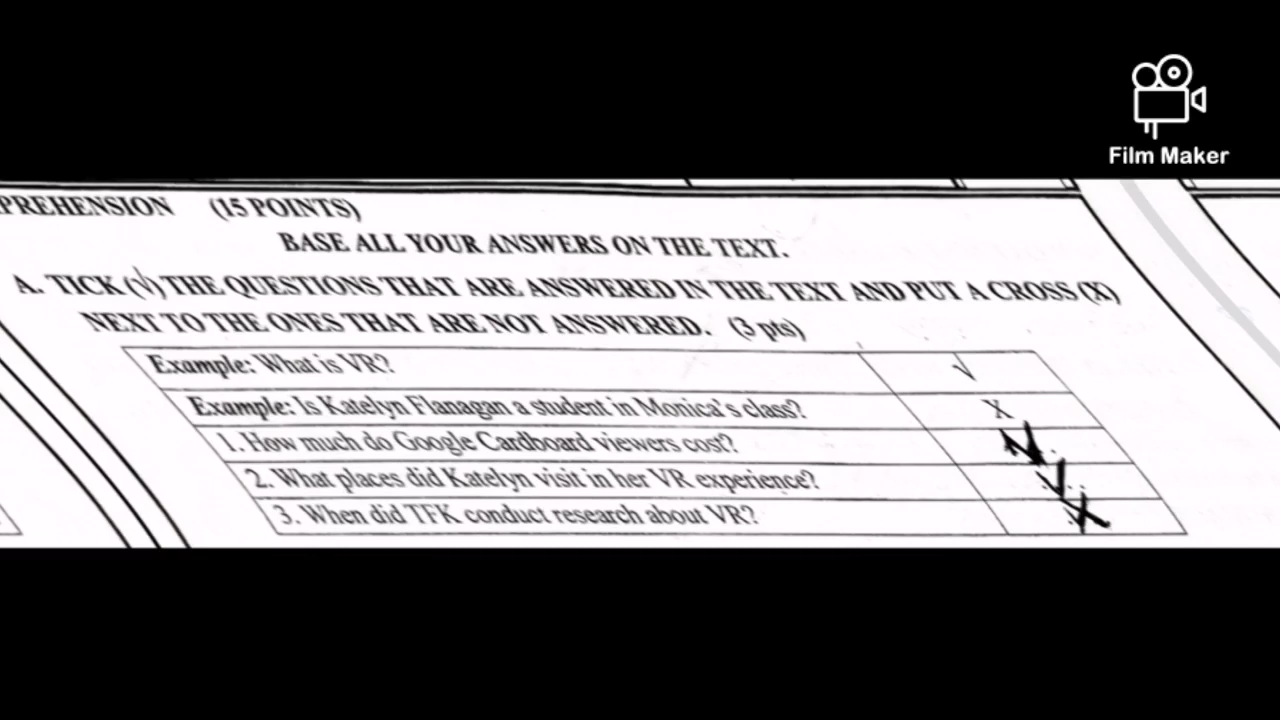 Film Maker
PREHENSION (15 POINTS)
BASE ALL YOUR ANSWERS ON THE TEXT.
A. TICK (√) THE QUESTIONS THAT ARE ANSWERED IN THE TEXT AND PUT A CROSS (X)
NEXT TO THE ONES THAT ARE NOT ANSWERED. (3 pts)
Example: What is VR? √
Example: Is Katelyn Flanagan a student in Monica's class? X
1. How much do Google Cardboard viewers cost? √
2. What places did Katelyn visit in her VR experience? √
3. When did TFK conduct research about VR? X